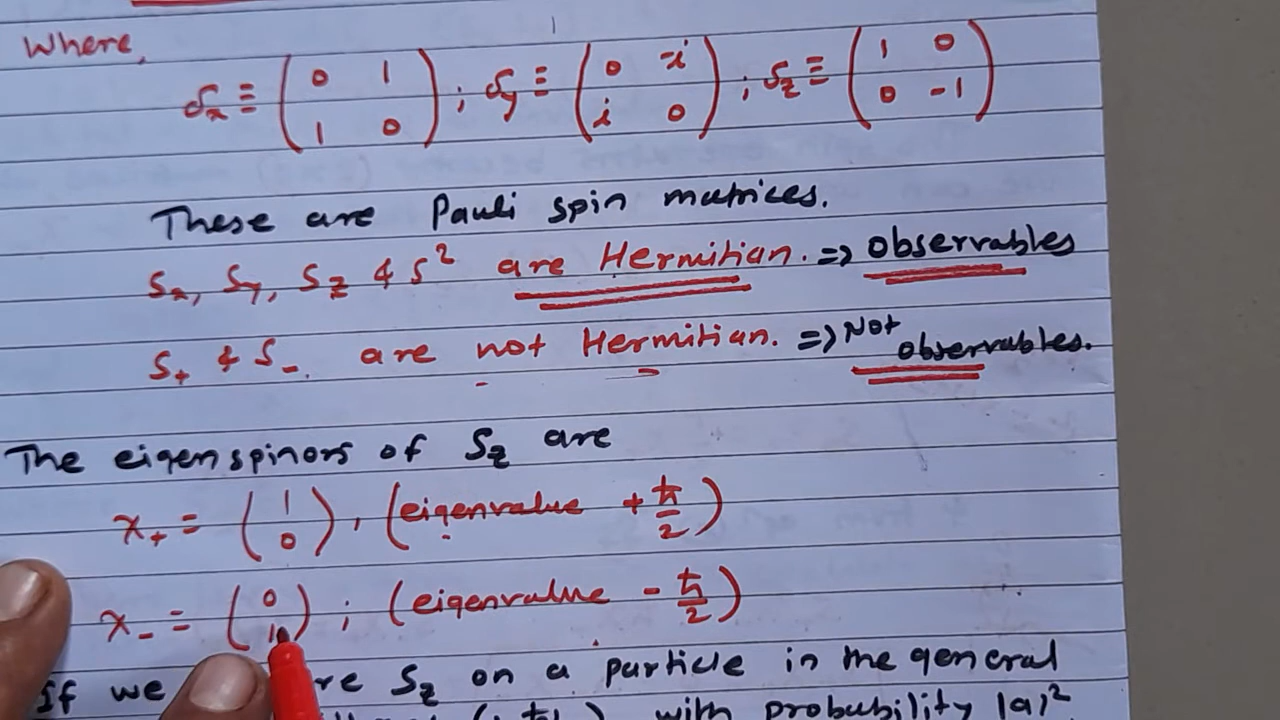 Where,
σx ≡ (0 1; 1 0) ; σy ≡ (0 -i; i 0) ; σz ≡ (1 0; 0 -1)
These are Pauli spin matrices.
Sx, Sy, Sz & S² are Hermitian. ⇒ Observables
S+ & S-. are not Hermitian. ⇒ Not observables.
The eigenspinors of Sz are
χ+ = (1; 0), (eigenvalue + ħ/2)
χ- = (0; 1) ; (eigenvalue - ħ/2)
If we Sz on a particle in the general
with probability |a|²